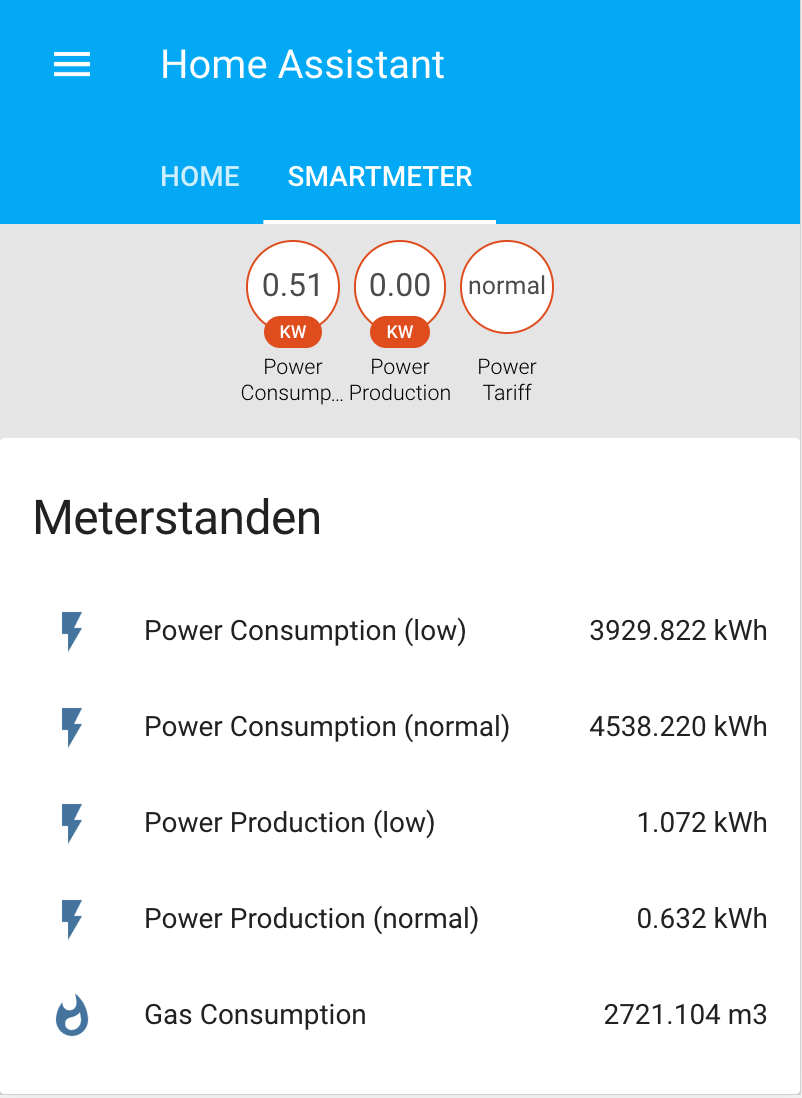 Home Assistant
HOME SMARTMETER
0.51 0.00 normal
KW KW
Power Power Power
Consump... Production Tariff
Meterstanden
Power Consumption (low) 3929.822 kWh
Power Consumption (normal) 4538.220 kWh
Power Production (low) 1.072 kWh
Power Production (normal) 0.632 kWh
Gas Consumption 2721.104 m3